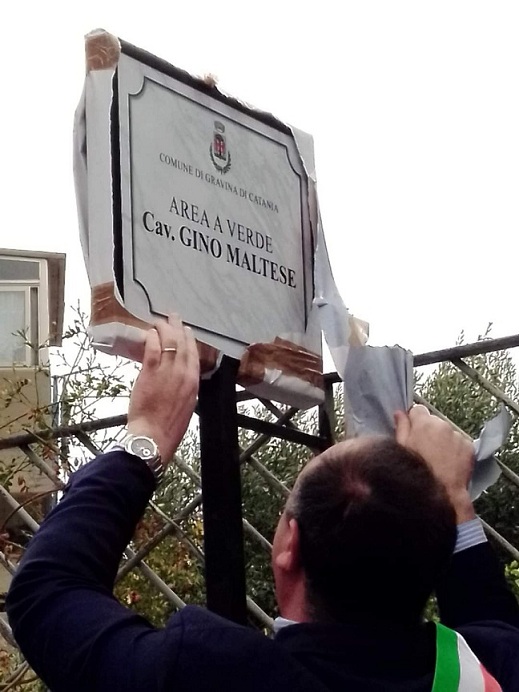 COMUNE DI GRAVINA DI CATANIA
AREA A VERDE
Cav. GINO MALTESE